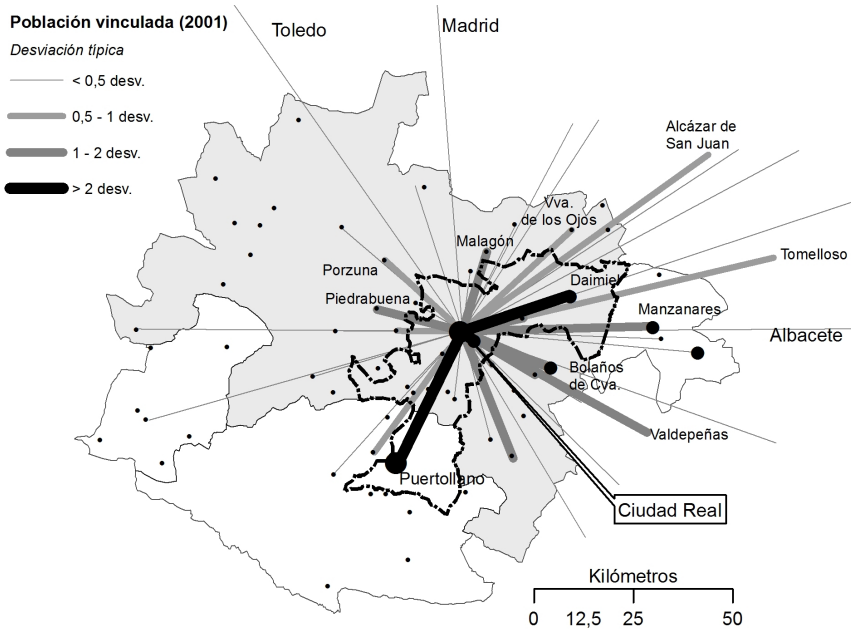 Población vinculada (2001)
Desviación típica
< 0,5 desv.
0,5 - 1 desv.
1 - 2 desv.
> 2 desv.
Toledo
Madrid
Alcázar de
San Juan
Vva.
de los Ojos
Malagón
Tomelloso
Porzuna
Daimiel
Piedrabuena
Manzanares
Albacete
Bolaños
de Cva.
Valdepeñas
Puertollano
Ciudad Real
Kilómetros
0 12,5 25 50